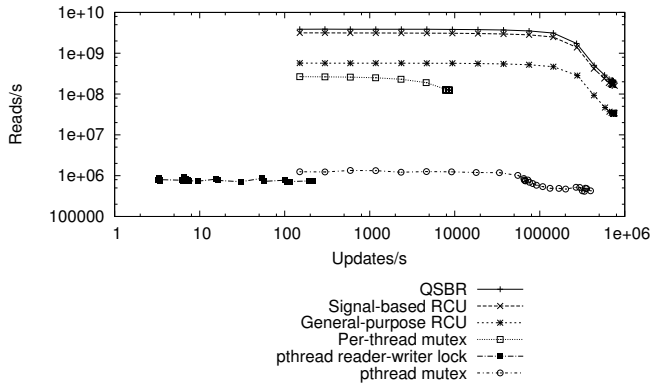 1e+10
1e+09
1e+08
1e+07
1e+06
100000
Reads/s
1 10 100 1000 10000 100000 1e+06
Updates/s
QSBR
Signal-based RCU
General-purpose RCU
Per-thread mutex
pthread reader-writer lock
pthread mutex